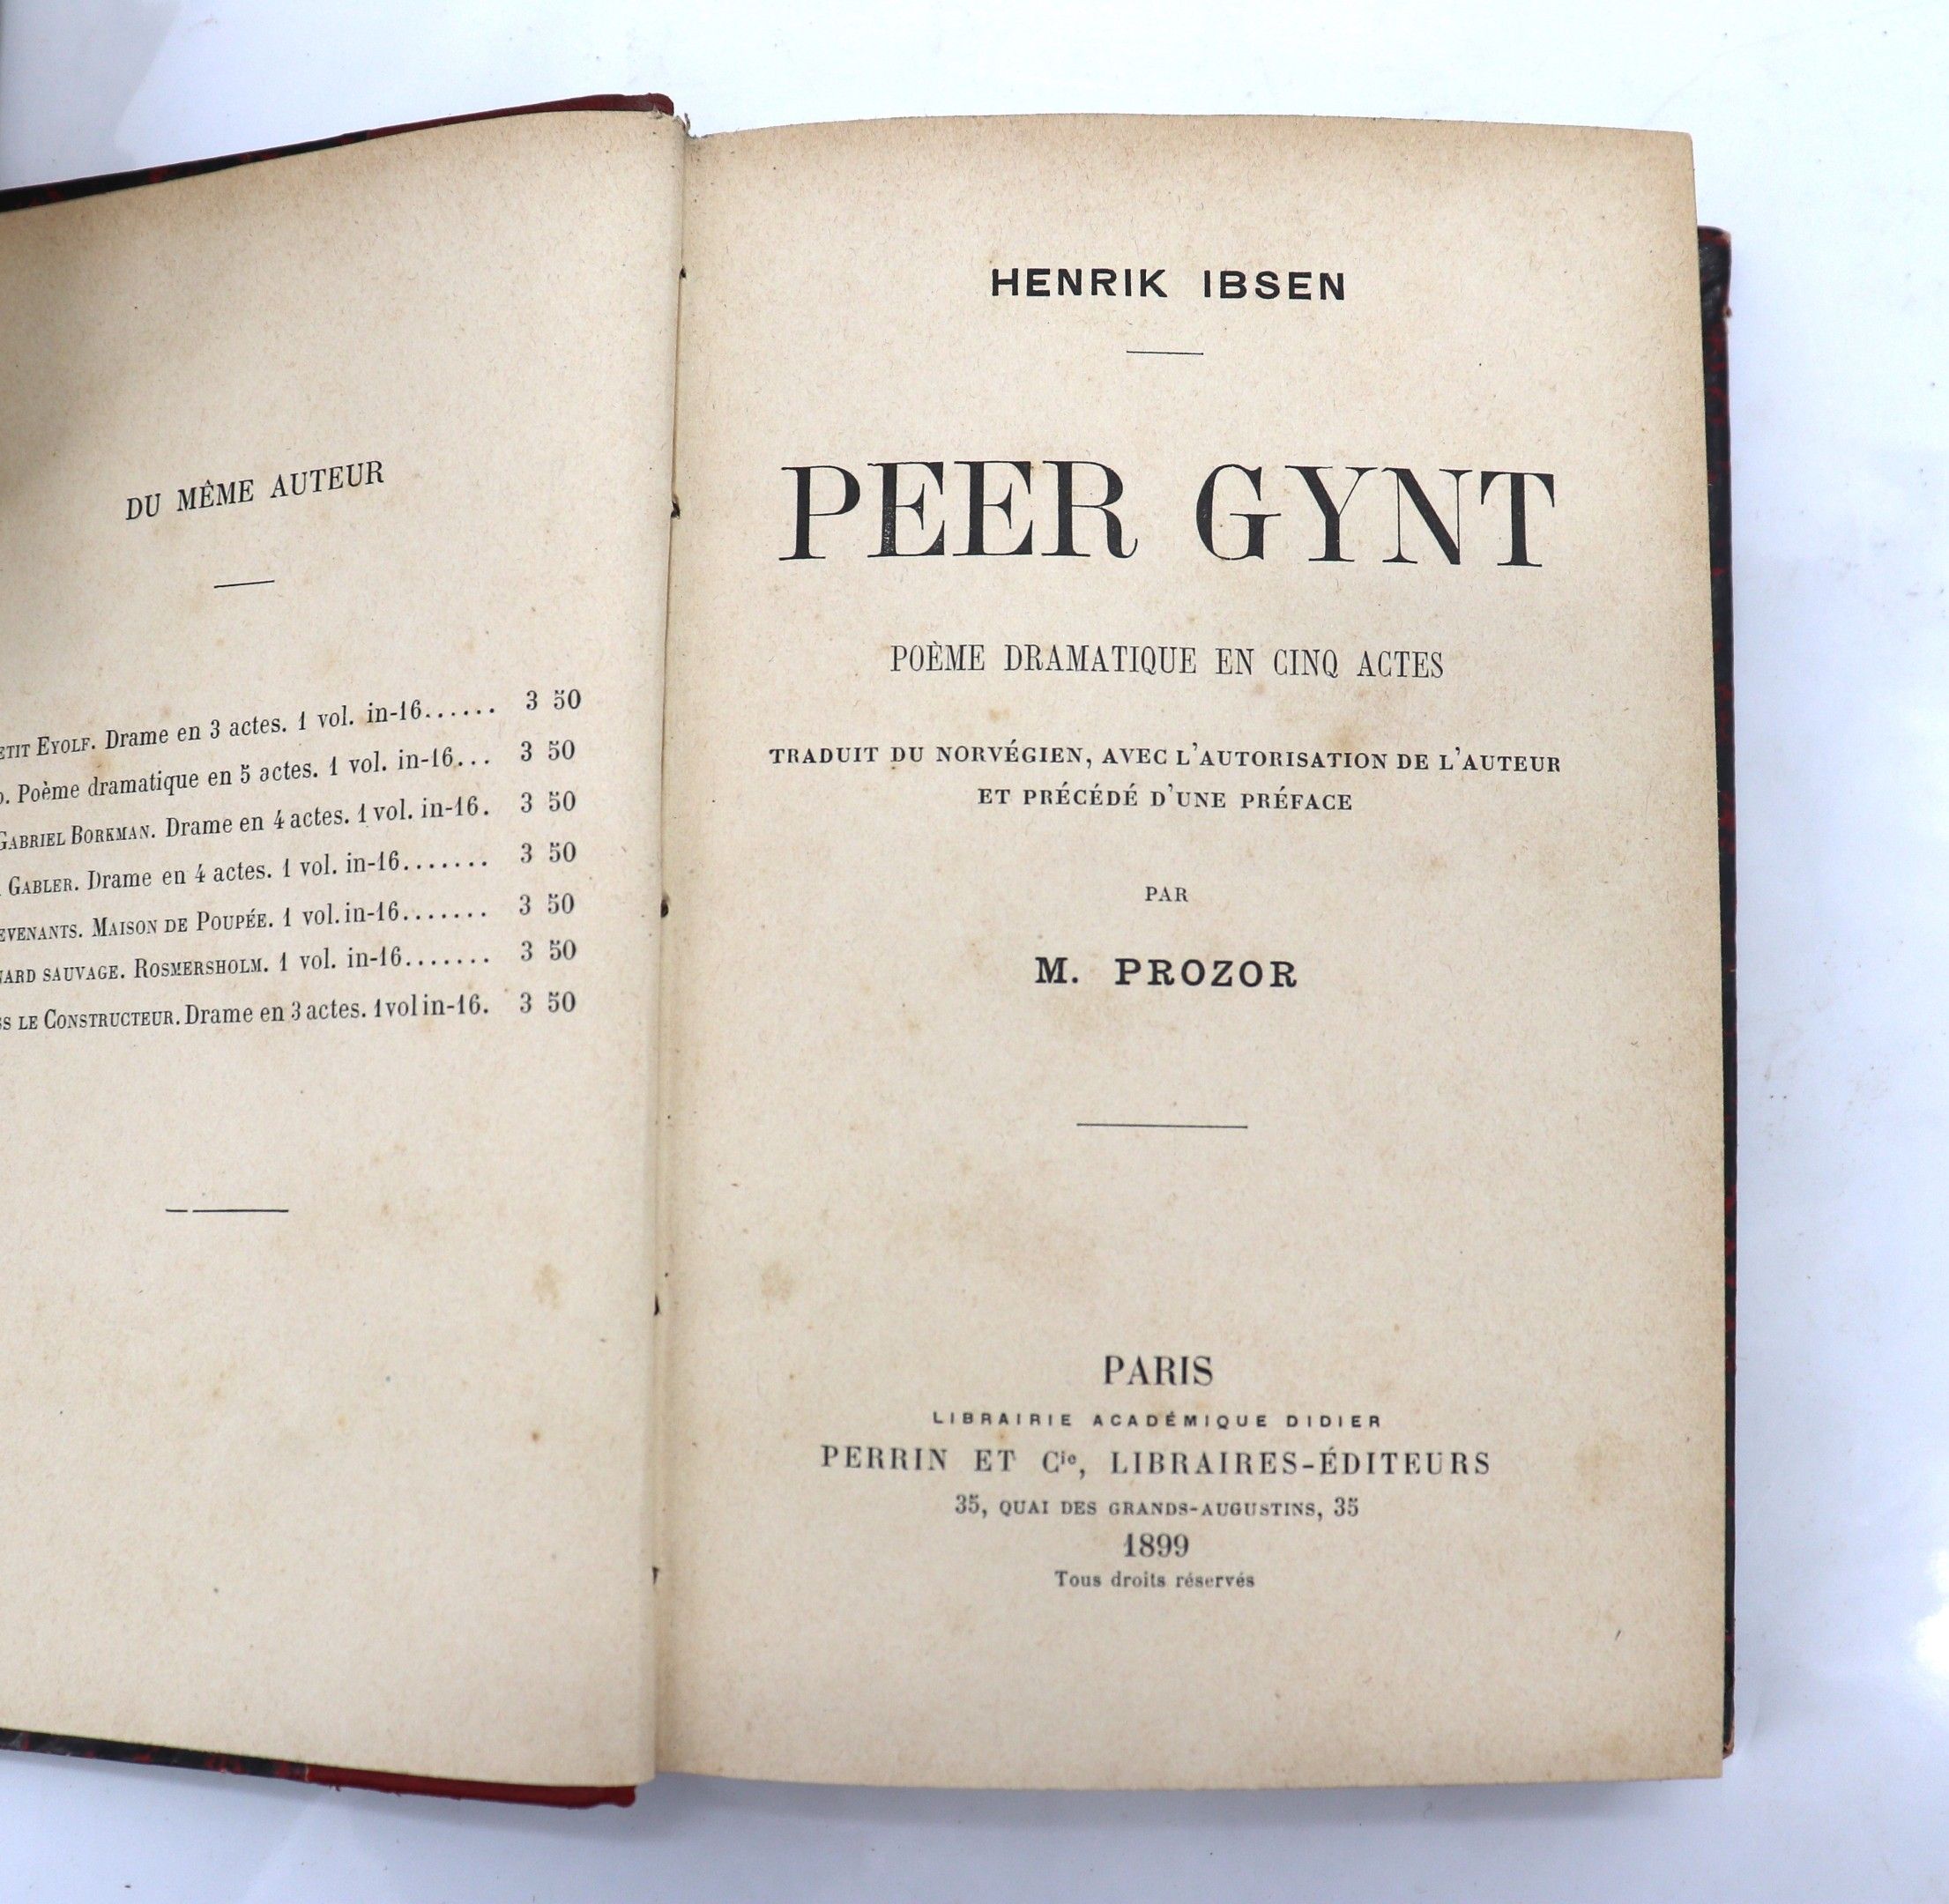 DU MÊME AUTEUR
EYOLF. Drame en 3 actes. 1 vol. in-16...... 3 50
Poème dramatique en 5 actes. 1 vol. in-16... 3 50
GABRIEL BORKMAN. Drame en 4 actes. 1 vol. in-16. 3 50
GABLER. Drame en 4 actes. 1 vol. in-16....... 3 50
MAISON DE POUPÉE. 1 vol. in-16....... 3 50
SAUVAGE. ROSMERSHOLM. 1 vol. in-16....... 3 50
LE CONSTRUCTEUR. Drame en 3 actes. 1 vol in-16. 3 50
HENRIK IBSEN
PEER GYNT
POÈME DRAMATIQUE EN CINQ ACTES
TRADUIT DU NORVÉGIEN, AVEC L'AUTORISATION DE L'AUTEUR
ET PRÉCÉDÉ D'UNE PRÉFACE
PAR
M. PROZOR
PARIS
LIBRAIRIE ACADÉMIQUE DIDIER
PERRIN ET Cie, LIBRAIRES-ÉDITEURS
35, QUAI DES GRANDS-AUGUSTINS, 35
1899
Tous droits réservés